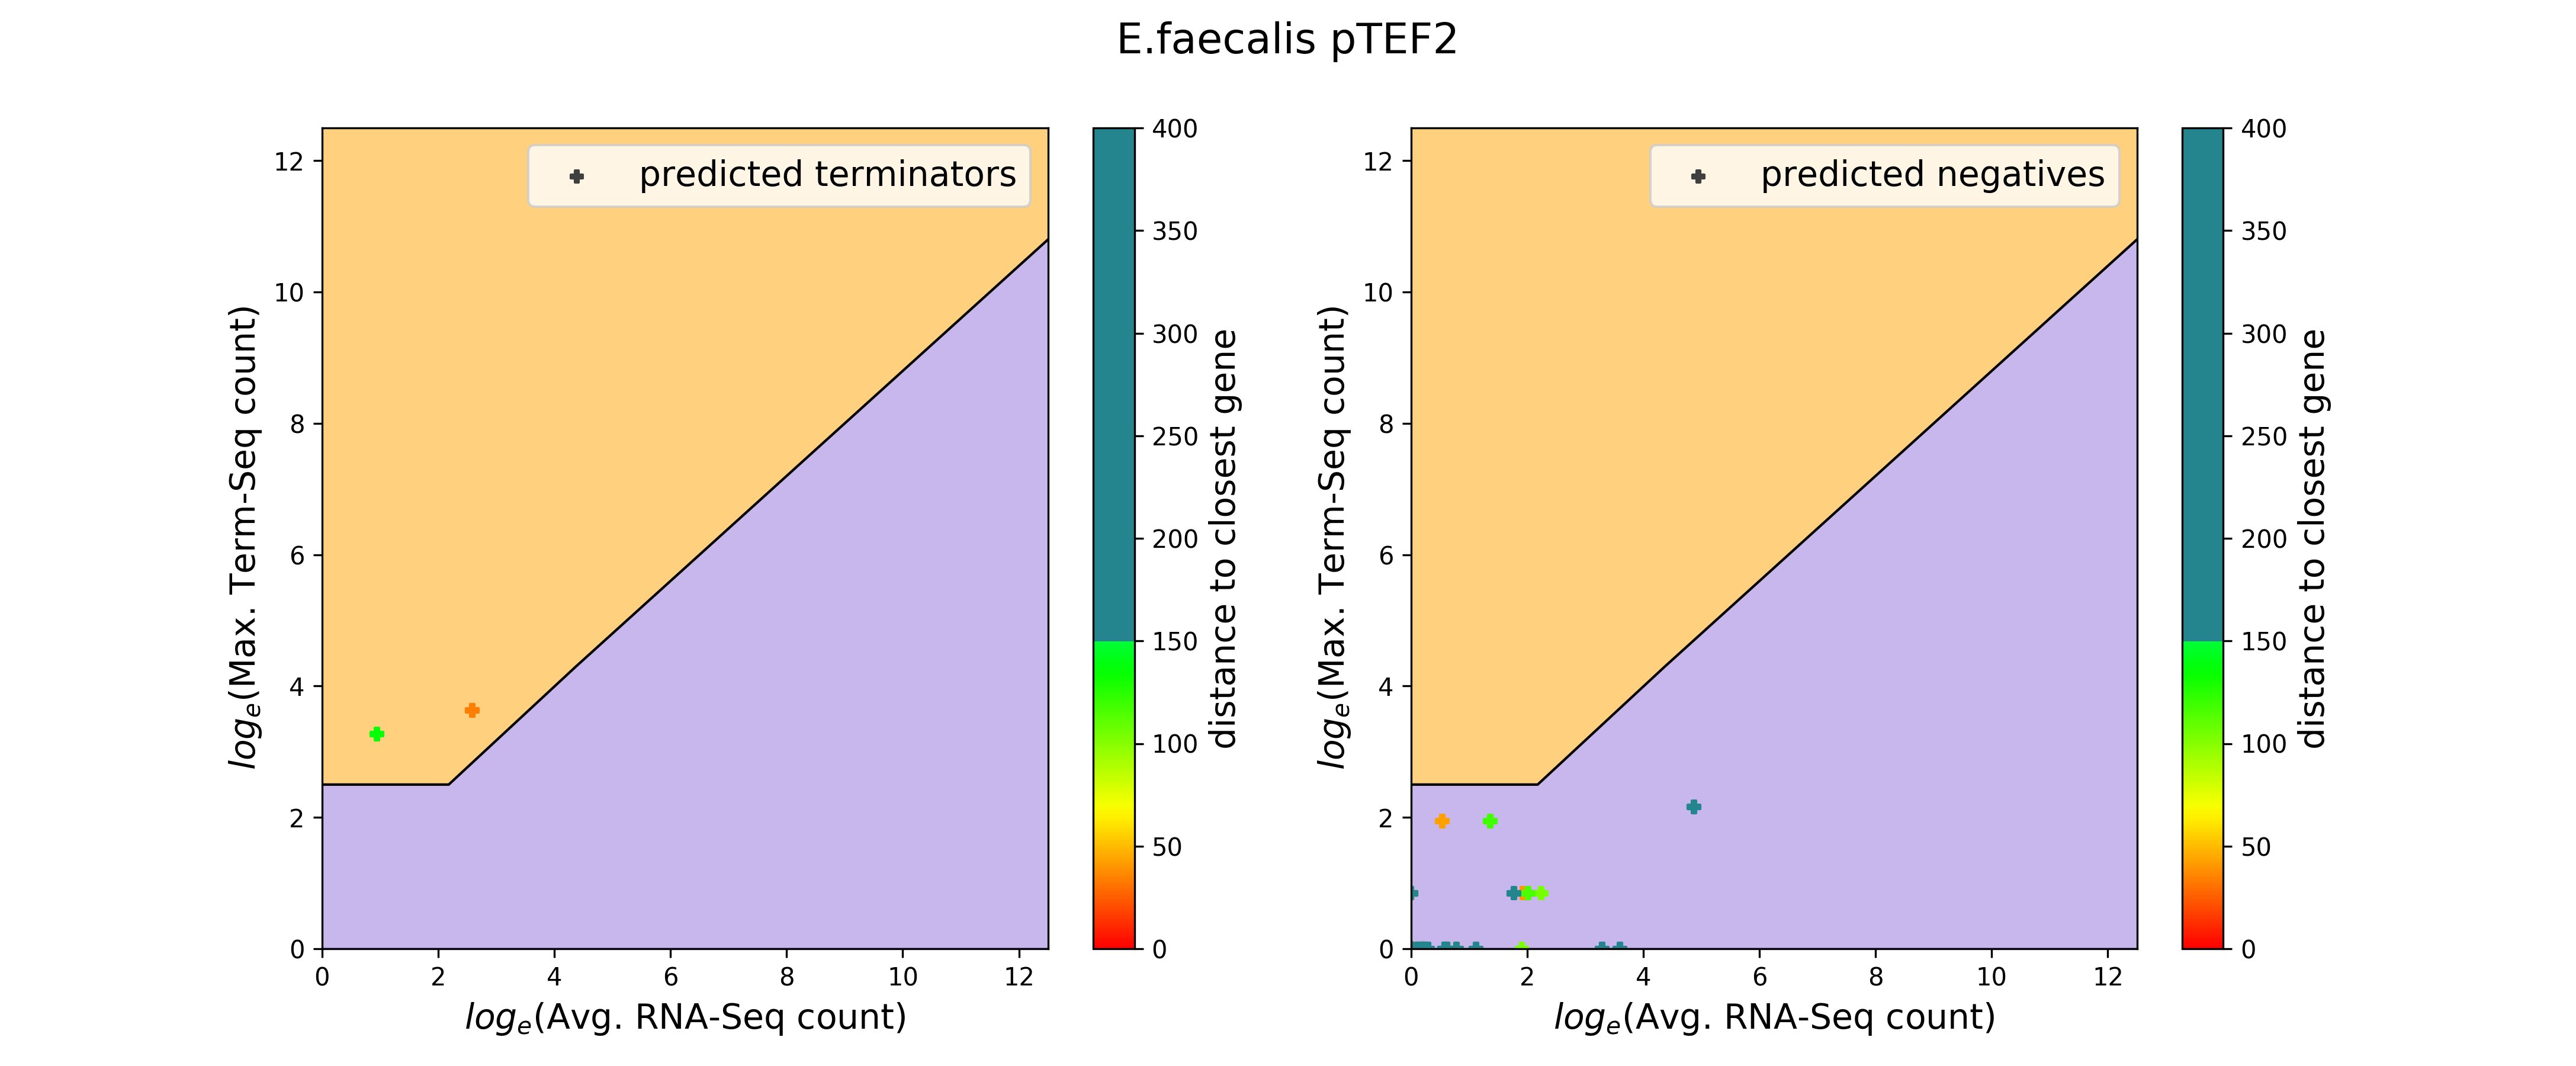 E.faecalis pTEF2
predicted terminators
12
10
8
6
4
2
0
log_e(Max. Term-Seq count)
0 2 4 6 8 10 12
log_e(Avg. RNA-Seq count)
400
350
300
250
200
150
100
50
0
distance to closest gene
predicted negatives
12
10
8
6
4
2
0
log_e(Max. Term-Seq count)
0 2 4 6 8 10 12
log_e(Avg. RNA-Seq count)
400
350
300
250
200
150
100
50
0
distance to closest gene